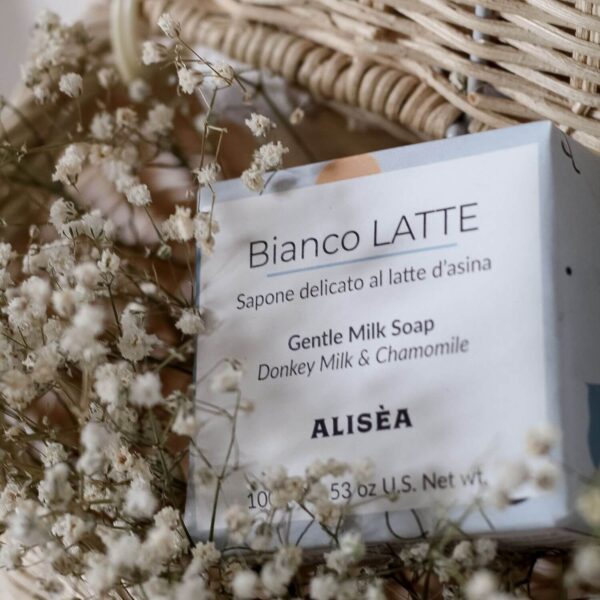 Bianco LATTE
Sapone delicato al latte d'asina
Gentle Milk Soap
Donkey Milk & Chamomile
ALISÈA
53 oz U.S. Net wt.